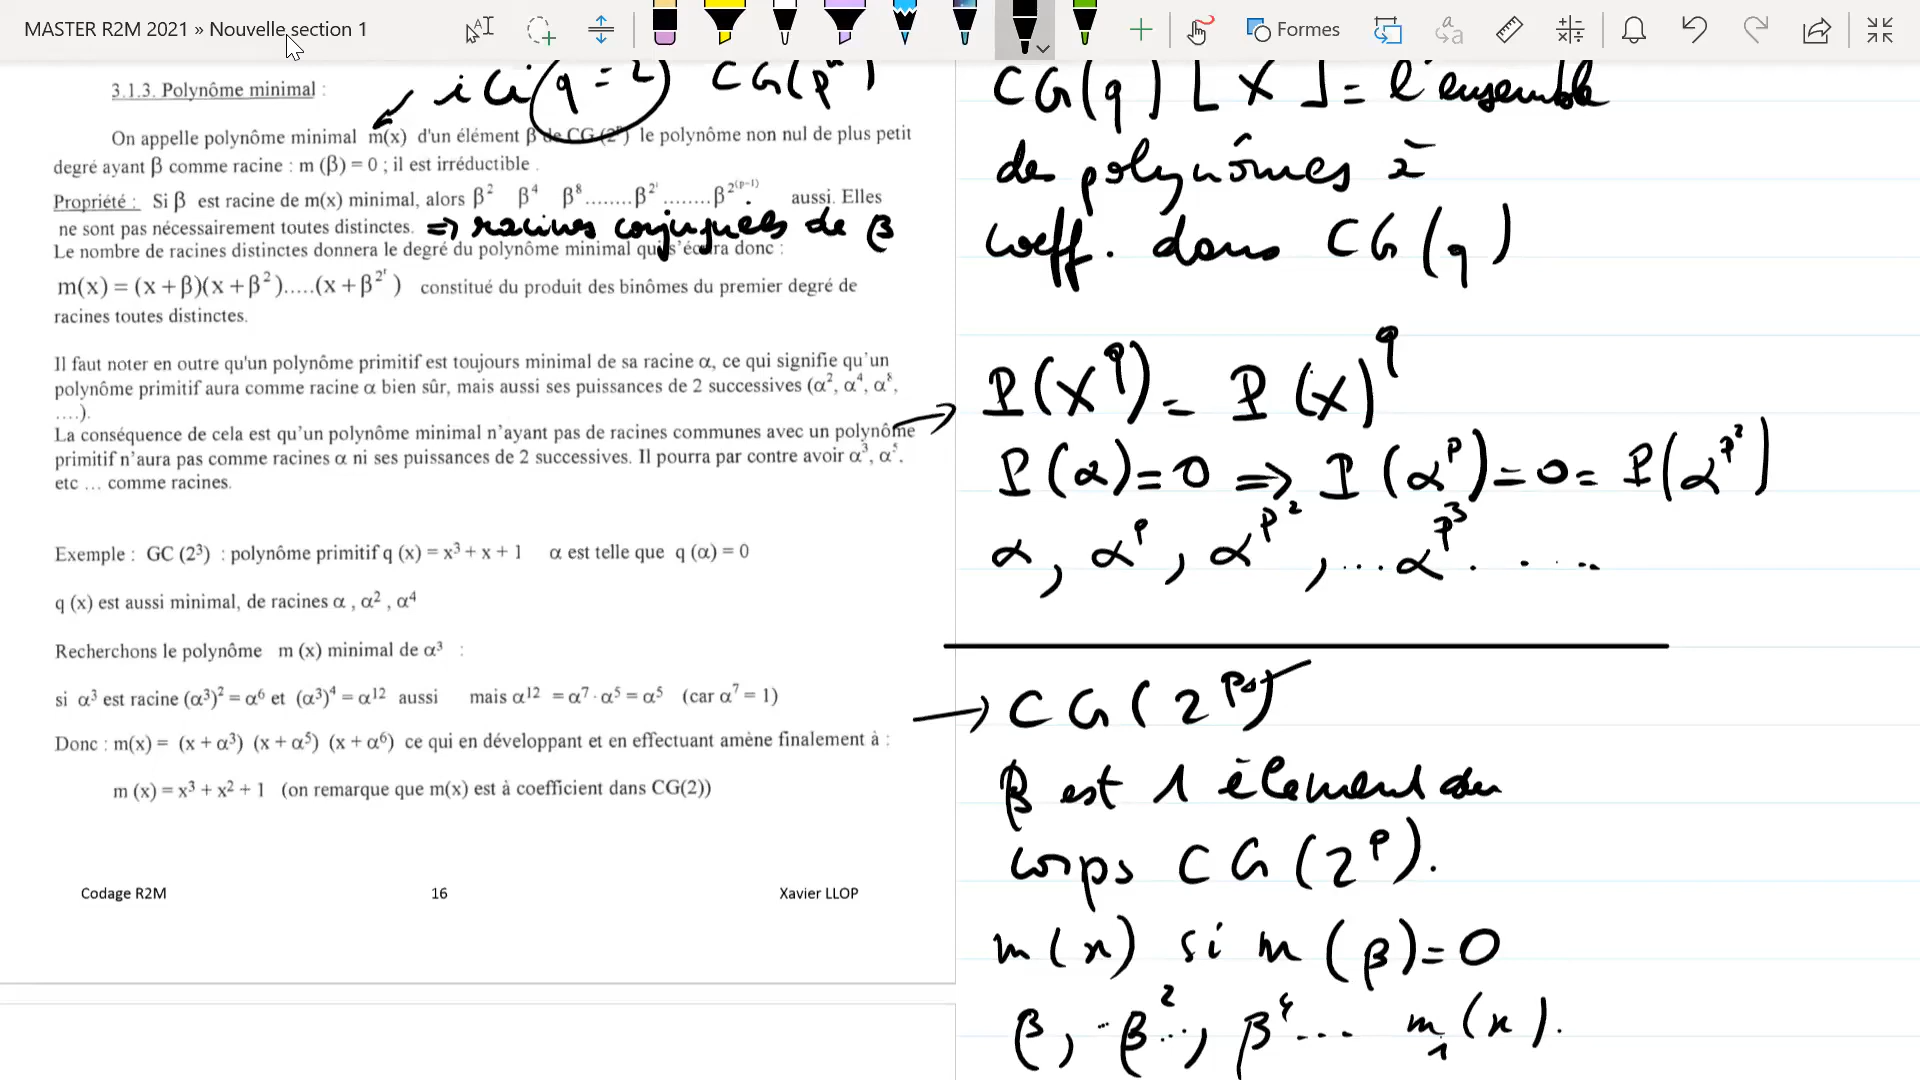 MASTER R2M 2021 » Nouvelle section 1
Formes
3.1.3. Polynôme minimal :
ici (q = 2) CG(pⁿ)
On appelle polynôme minimal m(x) d'un élément β de CG (2ᵖ) le polynôme non nul de plus petit
degré ayant β comme racine : m (β) = 0 ; il est irréductible .
Propriété : Si β est racine de m(x) minimal, alors β² β⁴ β⁸ ........β^2^i ........β^2^(p-1) . aussi. Elles
ne sont pas nécessairement toutes distinctes. ⇒ racines conjuguées de β
Le nombre de racines distinctes donnera le degré du polynôme minimal qui s'écrira donc :
m(x) = (x + β)(x + β²).....(x + β^2^r) constitué du produit des binômes du premier degré de
racines toutes distinctes.
Il faut noter en outre qu'un polynôme primitif est toujours minimal de sa racine α, ce qui signifie qu'un
polynôme primitif aura comme racine α bien sûr, mais aussi ses puissances de 2 successives (α², α⁴, α⁸,
....).
La conséquence de cela est qu'un polynôme minimal n'ayant pas de racines communes avec un polynôme
primitif n'aura pas comme racines α ni ses puissances de 2 successives. Il pourra par contre avoir α³, α⁵,
etc ... comme racines.
Exemple : GC (2³) : polynôme primitif q (x) = x³ + x + 1 α est telle que q (α) = 0
q (x) est aussi minimal, de racines α , α² , α⁴
Recherchons le polynôme m (x) minimal de α³ :
si α³ est racine (α³)² = α⁶ et (α³)⁴ = α¹² aussi mais α¹² = α⁷ · α⁵ = α⁵ (car α⁷ = 1)
Donc : m(x) = (x + α³) (x + α⁵) (x + α⁶) ce qui en développant et en effectuant amène finalement à :
m (x) = x³ + x² + 1 (on remarque que m(x) est à coefficient dans CG(2))
Codage R2M 16 Xavier LLOP
CG(q) [X] = l'ensemble
de polynômes à
coeff. dans CG(q)
P(X^q) = P(X)^q
P(α) = 0 ⇒ P(α^p) = 0 = P(α^p²)
α, α^p, α^p², ... α^p³ . . ...
→ CG(2^p)
β est 1 élément du
corps CG(2^p).
m(x) si m(β) = 0
β, β².., β⁴ ... m₁(x).